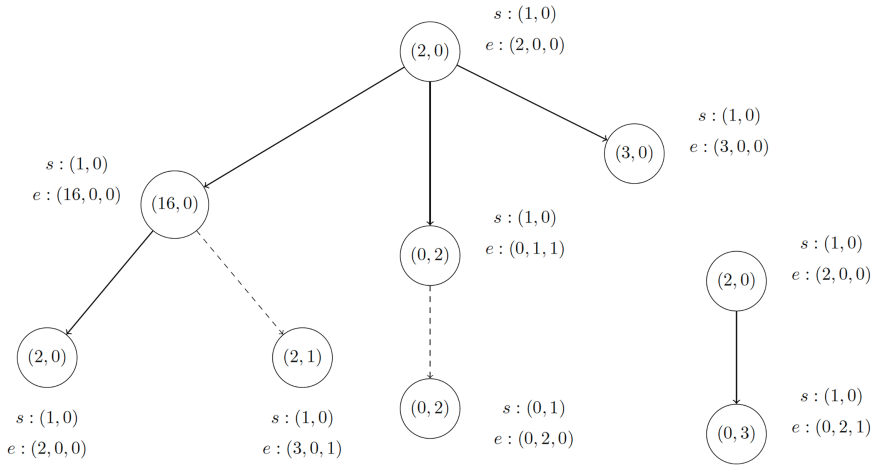 s : (1, 0)
(2, 0)
e : (2, 0, 0)
s : (1, 0)
(3, 0)
e : (3, 0, 0)
s : (1, 0)
e : (16, 0, 0)
(16, 0)
s : (1, 0)
(0, 2)
e : (0, 1, 1)
s : (1, 0)
(2, 0)
e : (2, 0, 0)
(2, 0)
s : (1, 0)
e : (2, 0, 0)
(2, 1)
s : (1, 0)
e : (3, 0, 1)
(0, 2)
s : (0, 1)
e : (0, 2, 0)
s : (1, 0)
(0, 3)
e : (0, 2, 1)